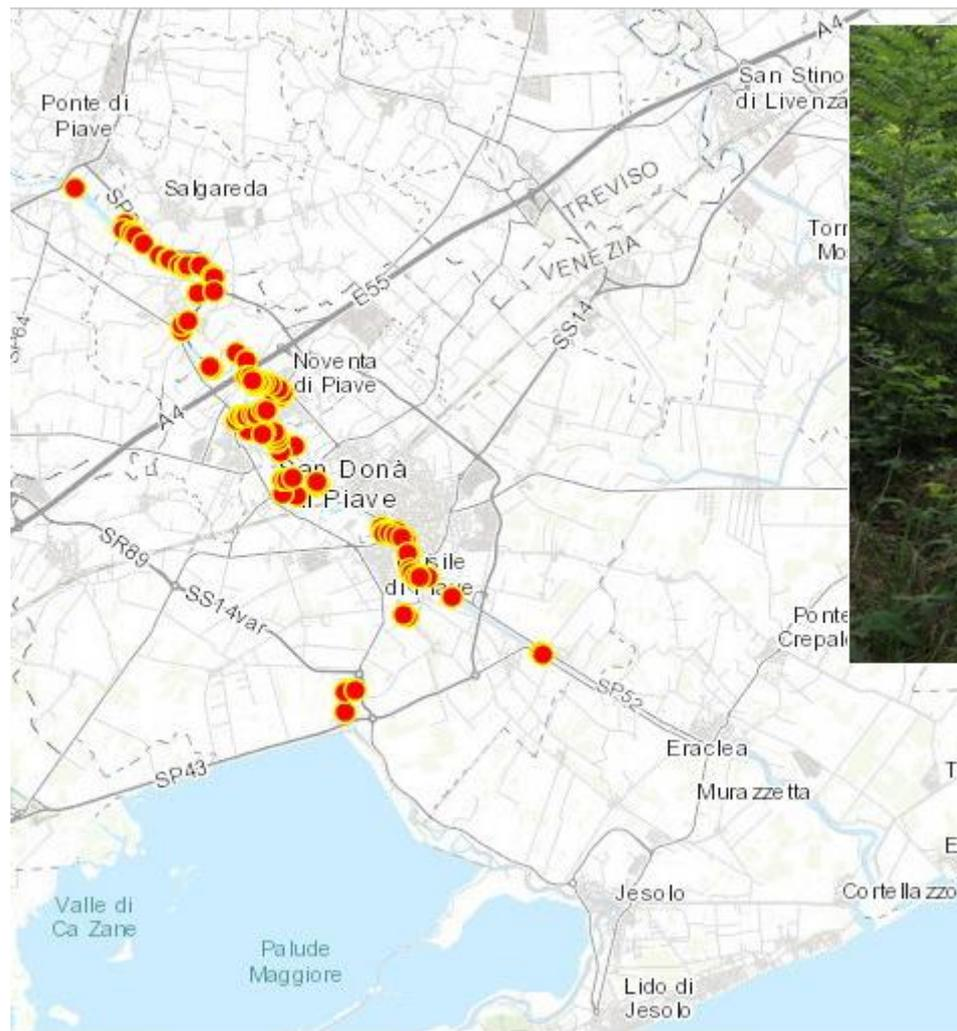 A4
San Stino
di Livenza
Ponte di
Piave
Salgareda
TREVISO
VENEZIA
E55
SS14
SP64
Noventa
di Piave
A4
Donà
Piave
SR89
SS14var
di Piave
Ponte
SP52
Eraclea
SP43
Murazzetta
Jesolo
Cortellazzo
Valle di
Ca Zane
Palude
Maggiore
Lido di
Jesolo